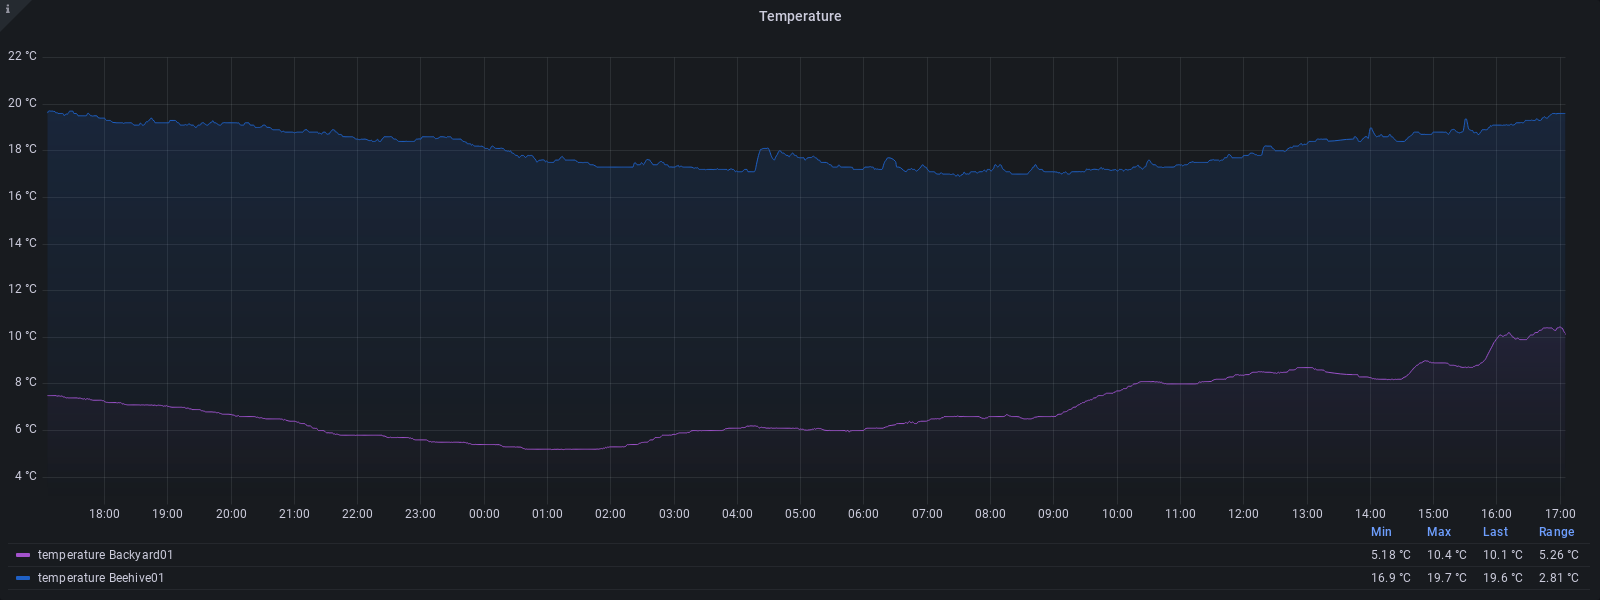 i
Temperature
22 °C
20 °C
18 °C
16 °C
14 °C
12 °C
10 °C
8 °C
6 °C
4 °C
18:00 19:00 20:00 21:00 22:00 23:00 00:00 01:00 02:00 03:00 04:00 05:00 06:00 07:00 08:00 09:00 10:00 11:00 12:00 13:00 14:00 15:00 16:00 17:00
Min Max Last Range
temperature Backyard01 5.18 °C 10.4 °C 10.1 °C 5.26 °C
temperature Beehive01 16.9 °C 19.7 °C 19.6 °C 2.81 °C